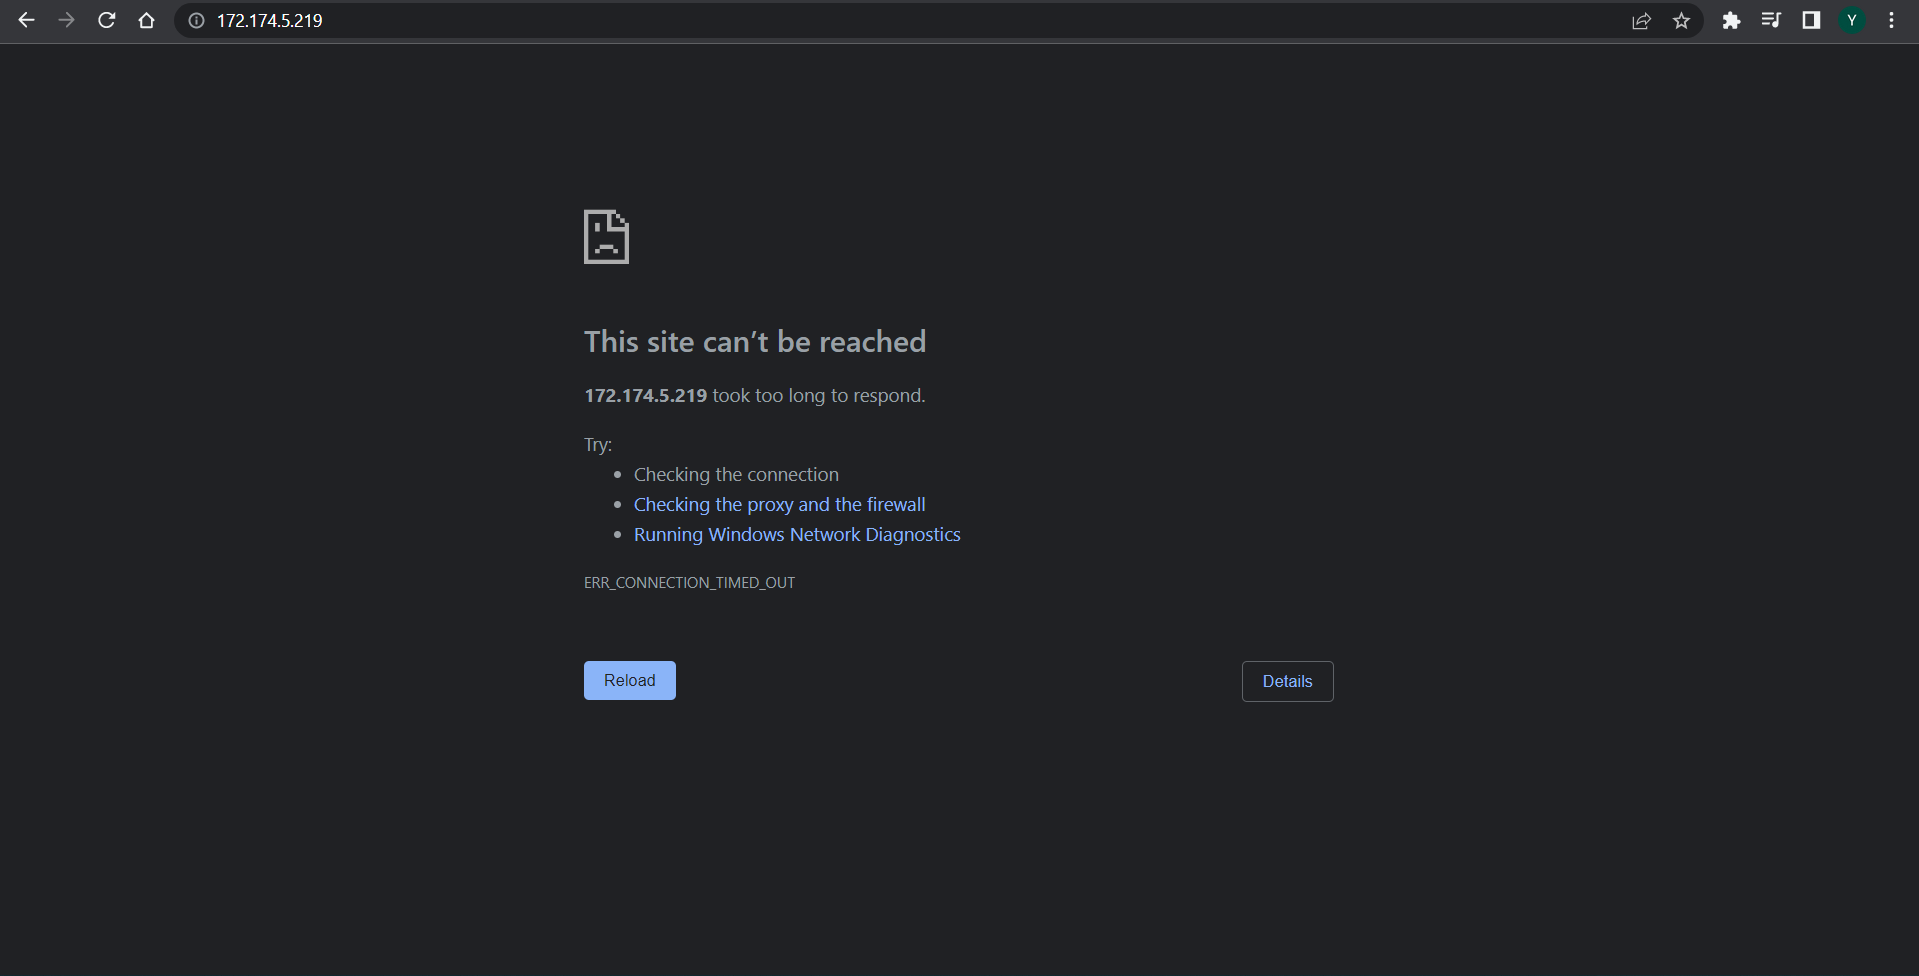 172.174.5.219
Y
This site can’t be reached
172.174.5.219 took too long to respond.
Try:
Checking the connection
Checking the proxy and the firewall
Running Windows Network Diagnostics
ERR_CONNECTION_TIMED_OUT
Reload
Details